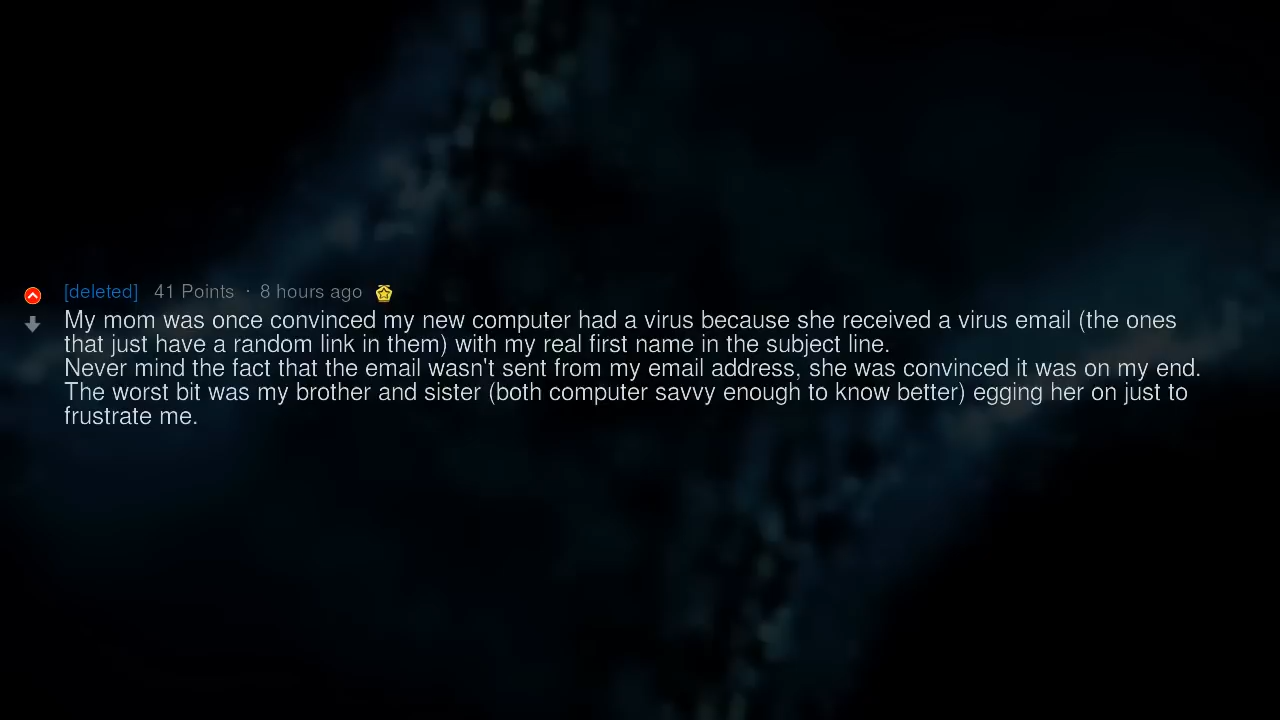 [deleted] 41 Points · 8 hours ago
My mom was once convinced my new computer had a virus because she received a virus email (the ones
that just have a random link in them) with my real first name in the subject line.
Never mind the fact that the email wasn't sent from my email address, she was convinced it was on my end.
The worst bit was my brother and sister (both computer savvy enough to know better) egging her on just to
frustrate me.